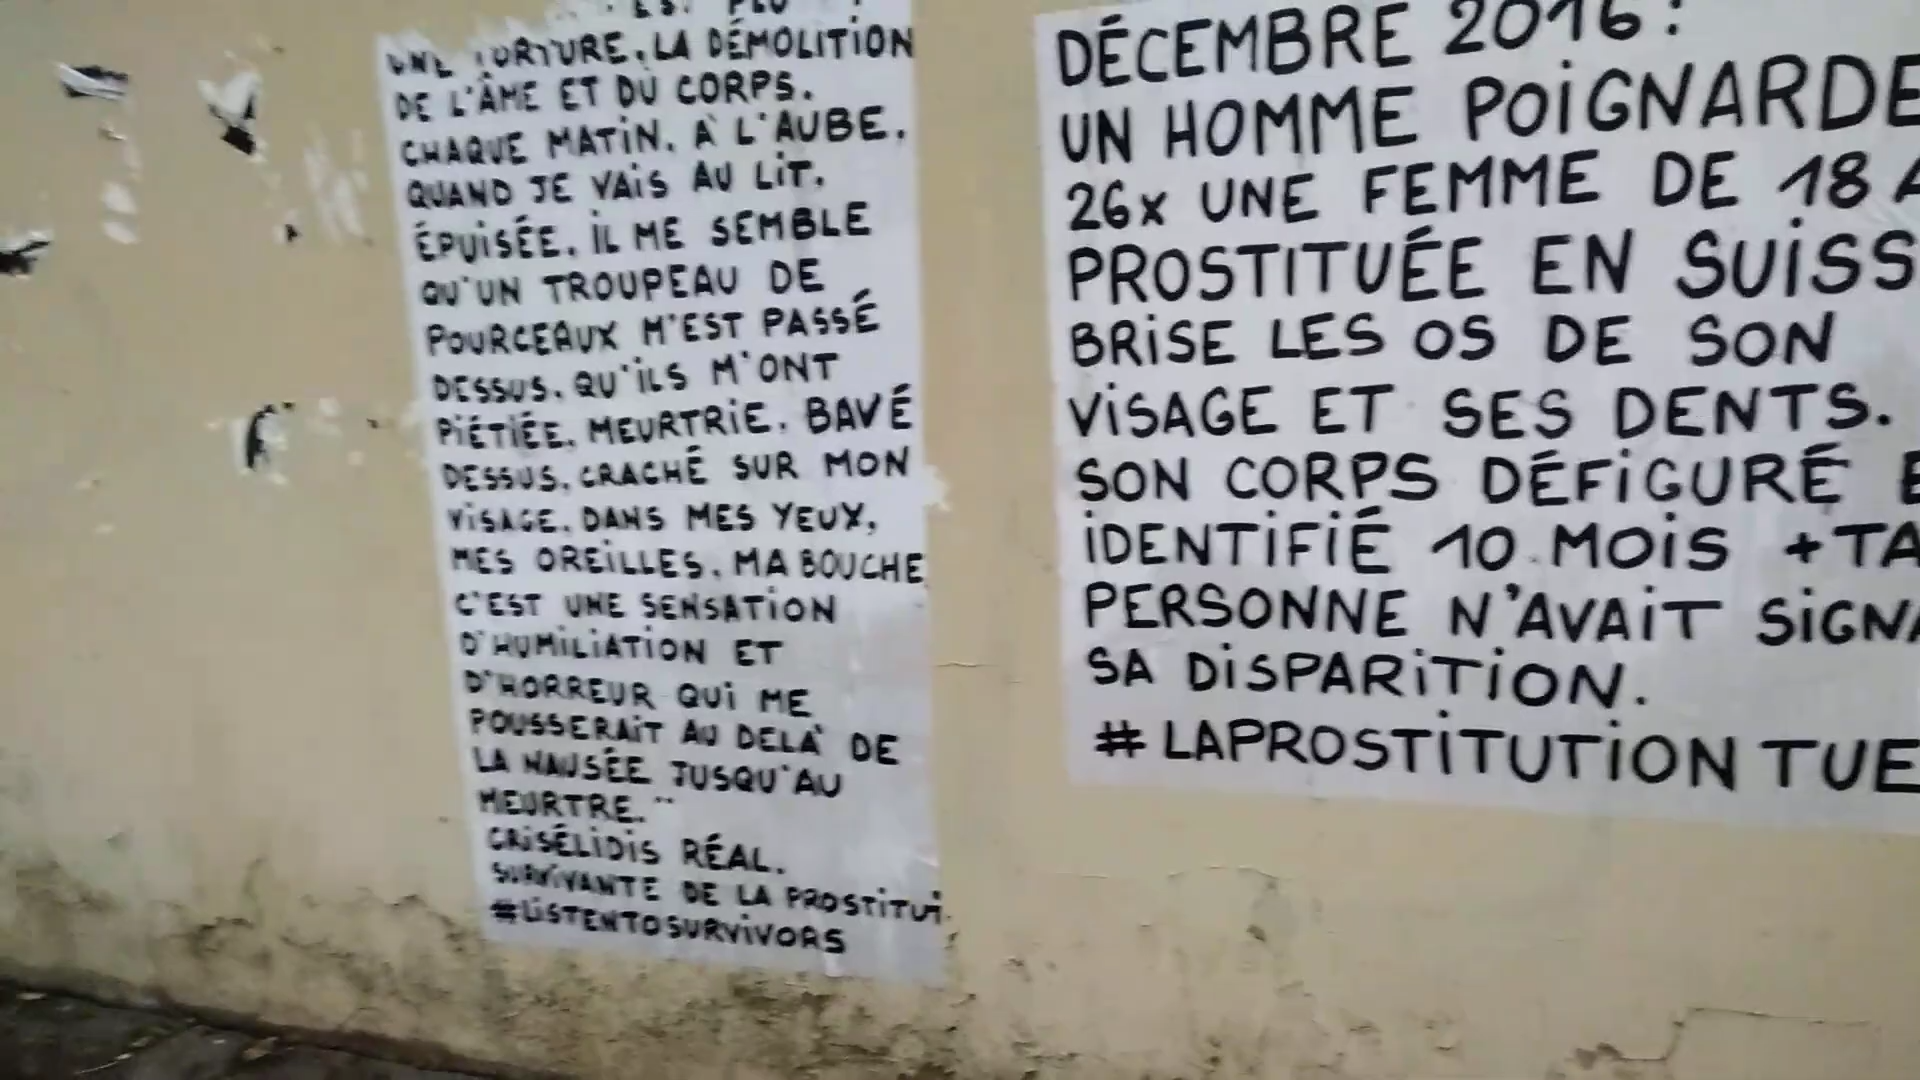 UNE TORTURE. LA DÉMOLITION
DE L'ÂME ET DU CORPS.
CHAQUE MATIN. À L'AUBE.
QUAND JE VAIS AU LIT.
ÉPUISÉE. IL ME SEMBLE
QU'UN TROUPEAU DE
POURCEAUX M'EST PASSÉ
DESSUS. QU'ILS M'ONT
PIÉTIÉE. MEURTRIE. BAVÉ
DESSUS. CRACHÉ SUR MON
VISAGE. DANS MES YEUX,
MES OREILLES. MA BOUCHE
C'EST UNE SENSATION
D'HUMILIATION ET
D'HORREUR QUI ME
POUSSERAIT AU DELÀ DE
LA NAUSÉE JUSQU'AU
MEURTRE."
GRISÉLIDIS RÉAL.
SURVIVANTE DE LA PROSTITUI
#LISTENTOSURVIVORS
DÉCEMBRE 2016:
UN HOMME POIGNARDE
26x UNE FEMME DE 18 A
PROSTITUÉE EN SUISS
BRISE LES OS DE SON
VISAGE ET SES DENTS.
SON CORPS DÉFIGURÉ E
IDENTIFIÉ 10 MOIS +TA
PERSONNE N'AVAIT SIGNA
SA DISPARITION.
# LAPROSTITUTION TUE